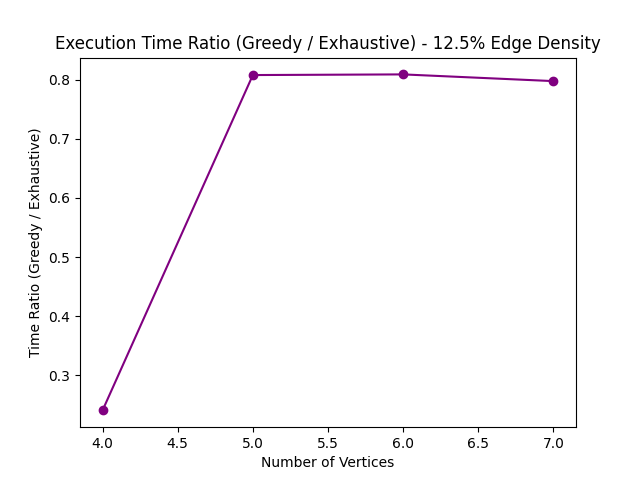 Execution Time Ratio (Greedy / Exhaustive) - 12.5% Edge Density
Time Ratio (Greedy / Exhaustive)
0.8
0.7
0.6
0.5
0.4
0.3
4.0 4.5 5.0 5.5 6.0 6.5 7.0
Number of Vertices